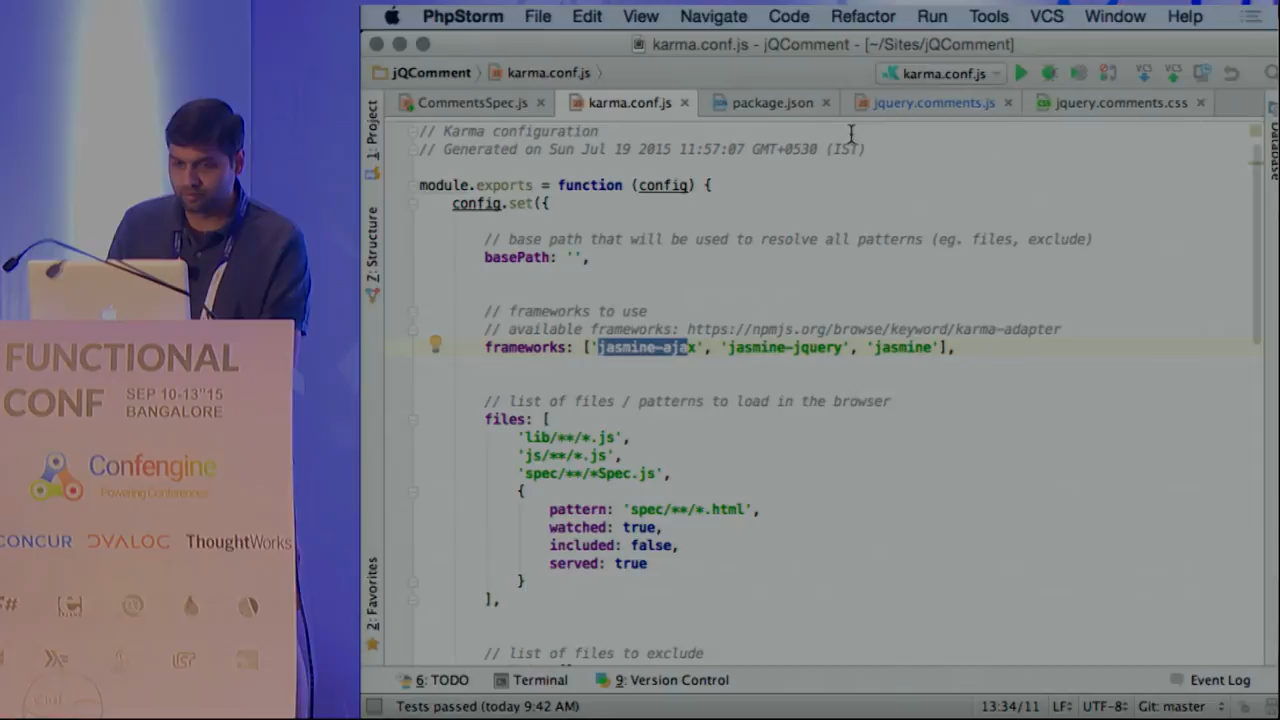 PhpStorm File Edit View Navigate Code Refactor Run Tools VCS Window Help
karma.conf.js - jQComment - [~/Sites/jQComment]
jQComment karma.conf.js karma.conf.js VCS VCS
CommentsSpec.js karma.conf.js package.json jquery.comments.js jquery.comments.css
1: Project
Z: Structure
2: Favorites
Database
// Karma configuration
// Generated on Sun Jul 19 2015 11:57:07 GMT+0530 (IST)
module.exports = function (config) {
config.set({
// base path that will be used to resolve all patterns (eg. files, exclude)
basePath: '',
// frameworks to use
// available frameworks: https://npmjs.org/browse/keyword/karma-adapter
frameworks: ['jasmine-ajax', 'jasmine-jquery', 'jasmine'],
// list of files / patterns to load in the browser
files: [
'lib/**/*.js',
'js/**/*.js',
'spec/**/*Spec.js',
{
pattern: 'spec/**/*.html',
watched: true,
included: false,
served: true
}
],
// list of files to exclude
6: TODO Terminal 9: Version Control Event Log
Tests passed (today 9:42 AM) 13:34/11 LF UTF-8 Git: master
FUNCTIONAL
CONF SEP 10-13"15
BANGALORE
Confengine
Powering Conferences
CONCUR DVALOC ThoughtWorks
F#